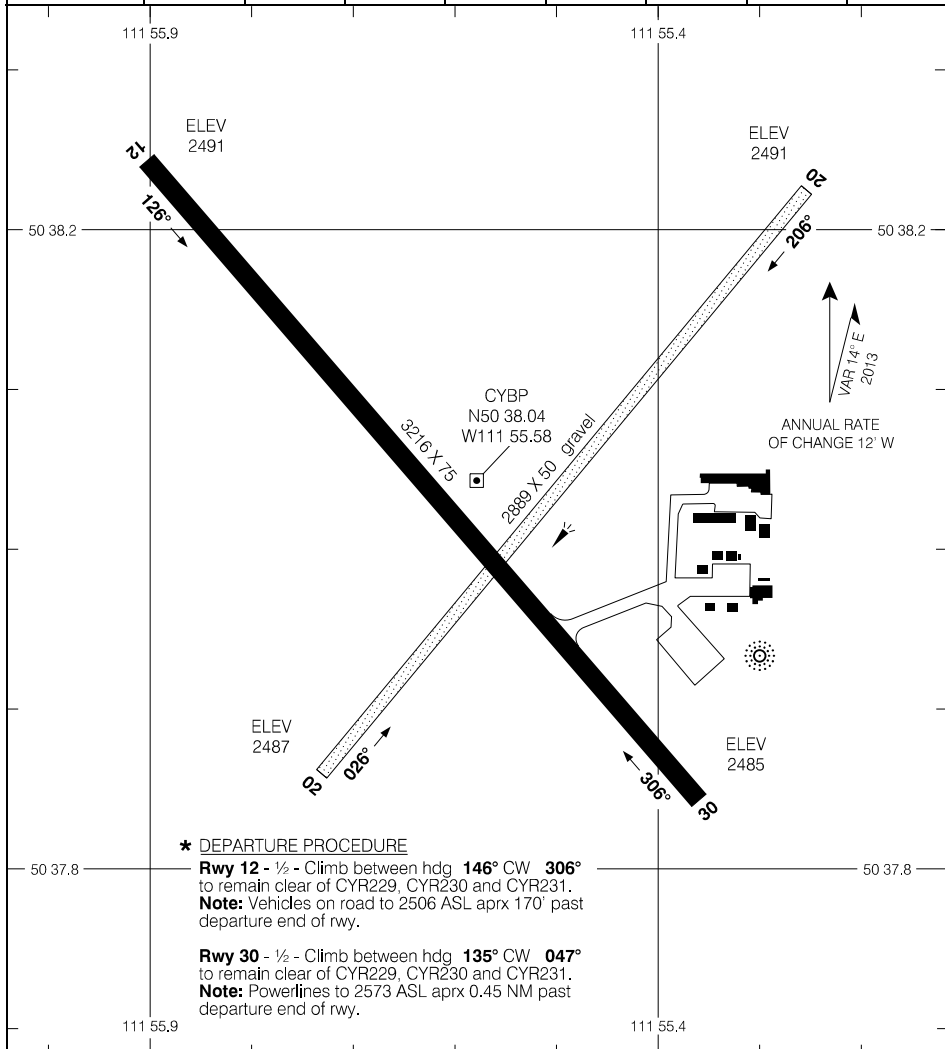 111 55.9
111 55.4
ELEV
2491
ELEV
2491
12
20
126°
206°
50 38.2
50 38.2
VAR 14° E
2013
ANNUAL RATE
OF CHANGE 12' W
CYBP
N50 38.04
W111 55.58
3216 X 75
2889 X 50 gravel
ELEV
2487
026°
02
ELEV
2485
306°
30
* DEPARTURE PROCEDURE
50 37.8
50 37.8
Rwy 12 - ½ - Climb between hdg 146° CW 306°
to remain clear of CYR229, CYR230 and CYR231.
Note: Vehicles on road to 2506 ASL aprx 170' past
departure end of rwy.
Rwy 30 - ½ - Climb between hdg 135° CW 047°
to remain clear of CYR229, CYR230 and CYR231.
Note: Powerlines to 2573 ASL aprx 0.45 NM past
departure end of rwy.
111 55.9
111 55.4